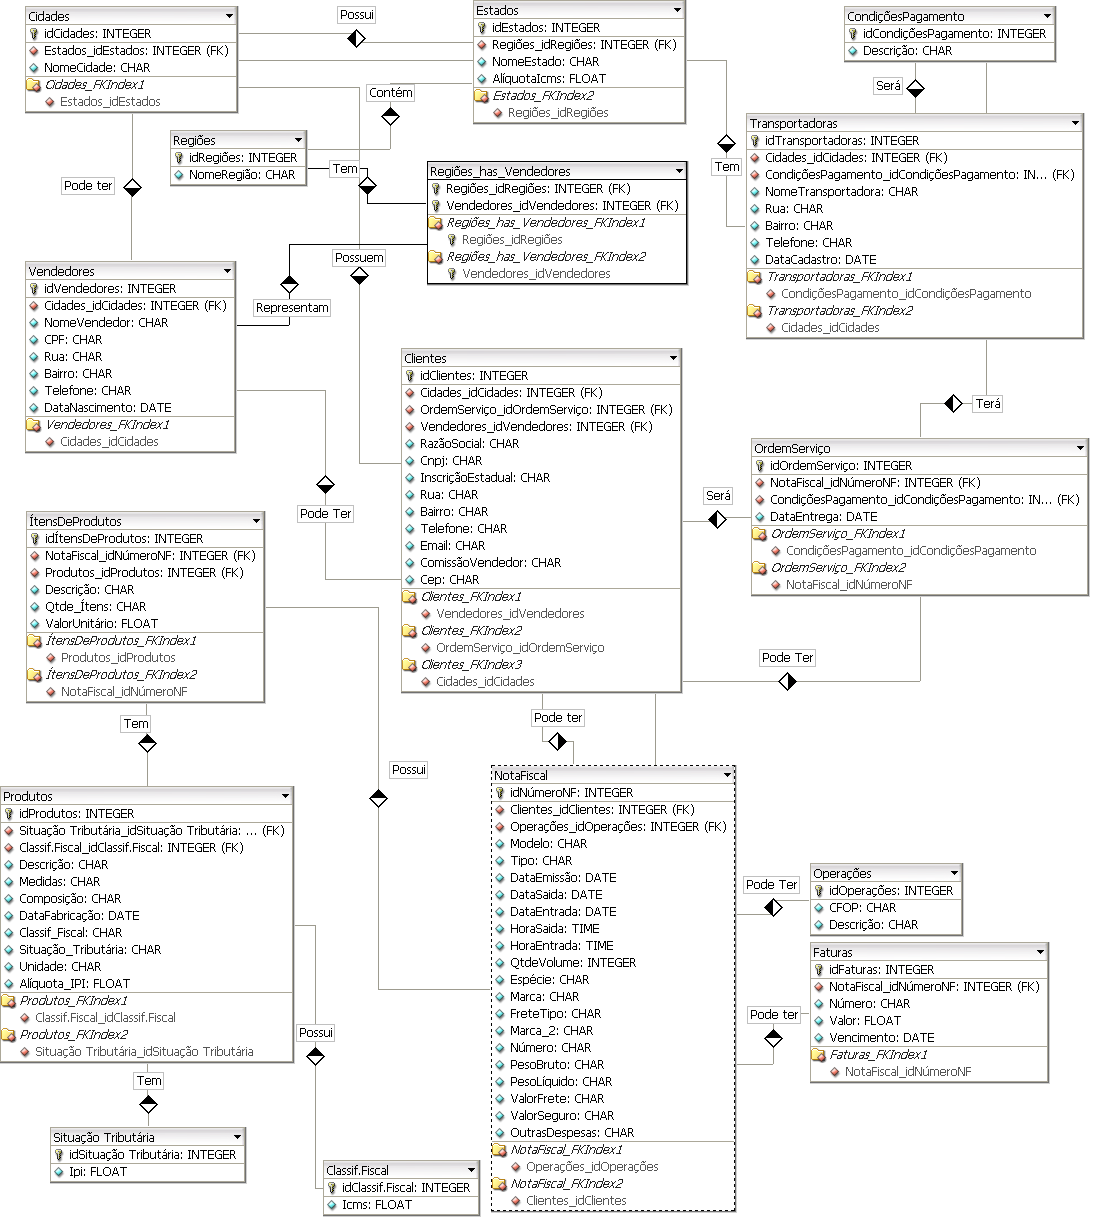 Cidades
idCidades: INTEGER
Estados_idEstados: INTEGER (FK)
NomeCidade: CHAR
Cidades_FKIndex1
Estados_idEstados
Possui
Estados
idEstados: INTEGER
Regiões_idRegiões: INTEGER (FK)
NomeEstado: CHAR
AlíquotaIcms: FLOAT
Estados_FKIndex2
Regiões_idRegiões
CondiçõesPagamento
idCondiçõesPagamento: INTEGER
Descrição: CHAR
Será
Contém
Regiões
idRegiões: INTEGER
NomeRegião: CHAR
Tem
Regiões_has_Vendedores
Regiões_idRegiões: INTEGER (FK)
Vendedores_idVendedores: INTEGER (FK)
Regiões_has_Vendedores_FKIndex1
Regiões_idRegiões
Regiões_has_Vendedores_FKIndex2
Vendedores_idVendedores
Tem
Transportadoras
idTransportadoras: INTEGER
Cidades_idCidades: INTEGER (FK)
CondiçõesPagamento_idCondiçõesPagamento: IN... (FK)
NomeTransportadora: CHAR
Rua: CHAR
Bairro: CHAR
Telefone: CHAR
DataCadastro: DATE
Transportadoras_FKIndex1
CondiçõesPagamento_idCondiçõesPagamento
Transportadoras_FKIndex2
Cidades_idCidades
Pode ter
Possuem
Representam
Vendedores
idVendedores: INTEGER
Cidades_idCidades: INTEGER (FK)
NomeVendedor: CHAR
CPF: CHAR
Rua: CHAR
Bairro: CHAR
Telefone: CHAR
DataNascimento: DATE
Vendedores_FKIndex1
Cidades_idCidades
Pode Ter
Clientes
idClientes: INTEGER
Cidades_idCidades: INTEGER (FK)
OrdemServiço_idOrdemServiço: INTEGER (FK)
Vendedores_idVendedores: INTEGER (FK)
RazãoSocial: CHAR
Cnpj: CHAR
InscriçãoEstadual: CHAR
Rua: CHAR
Bairro: CHAR
Telefone: CHAR
Email: CHAR
ComissãoVendedor: CHAR
Cep: CHAR
Clientes_FKIndex1
Vendedores_idVendedores
Clientes_FKIndex2
OrdemServiço_idOrdemServiço
Clientes_FKIndex3
Cidades_idCidades
Terá
Será
OrdemServiço
idOrdemServiço: INTEGER
NotaFiscal_idNúmeroNF: INTEGER (FK)
CondiçõesPagamento_idCondiçõesPagamento: IN... (FK)
DataEntrega: DATE
OrdemServiço_FKIndex1
CondiçõesPagamento_idCondiçõesPagamento
OrdemServiço_FKIndex2
NotaFiscal_idNúmeroNF
Pode Ter
ÍtensDeProdutos
idÍtensDeProdutos: INTEGER
NotaFiscal_idNúmeroNF: INTEGER (FK)
Produtos_idProdutos: INTEGER (FK)
Descrição: CHAR
Qtde_Ítens: CHAR
ValorUnitário: FLOAT
ÍtensDeProdutos_FKIndex1
Produtos_idProdutos
ÍtensDeProdutos_FKIndex2
NotaFiscal_idNúmeroNF
Tem
Possui
Pode ter
Produtos
idProdutos: INTEGER
Situação Tributária_idSituação Tributária: ... (FK)
Classif.Fiscal_idClassif.Fiscal: INTEGER (FK)
Descrição: CHAR
Medidas: CHAR
Composição: CHAR
DataFabricação: DATE
Classif_Fiscal: CHAR
Situação_Tributária: CHAR
Unidade: CHAR
Alíquota_IPI: FLOAT
Produtos_FKIndex1
Classif.Fiscal_idClassif.Fiscal
Produtos_FKIndex2
Situação Tributária_idSituação Tributária
Possui
Tem
Situação Tributária
idSituação Tributária: INTEGER
Ipi: FLOAT
Classif.Fiscal
idClassif.Fiscal: INTEGER
Icms: FLOAT
NotaFiscal
idNúmeroNF: INTEGER
Clientes_idClientes: INTEGER (FK)
Operações_idOperações: INTEGER (FK)
Modelo: CHAR
Tipo: CHAR
DataEmissão: DATE
DataSaida: DATE
DataEntrada: DATE
HoraSaida: TIME
HoraEntrada: TIME
QtdeVolume: INTEGER
Espécie: CHAR
Marca: CHAR
FreteTipo: CHAR
Marca_2: CHAR
Número: CHAR
PesoBruto: CHAR
PesoLíquido: CHAR
ValorFrete: CHAR
ValorSeguro: CHAR
OutrasDespesas: CHAR
NotaFiscal_FKIndex1
Operações_idOperações
NotaFiscal_FKIndex2
Clientes_idClientes
Pode Ter
Operações
idOperações: INTEGER
CFOP: CHAR
Descrição: CHAR
Pode ter
Faturas
idFaturas: INTEGER
NotaFiscal_idNúmeroNF: INTEGER (FK)
Número: CHAR
Valor: FLOAT
Vencimento: DATE
Faturas_FKIndex1
NotaFiscal_idNúmeroNF